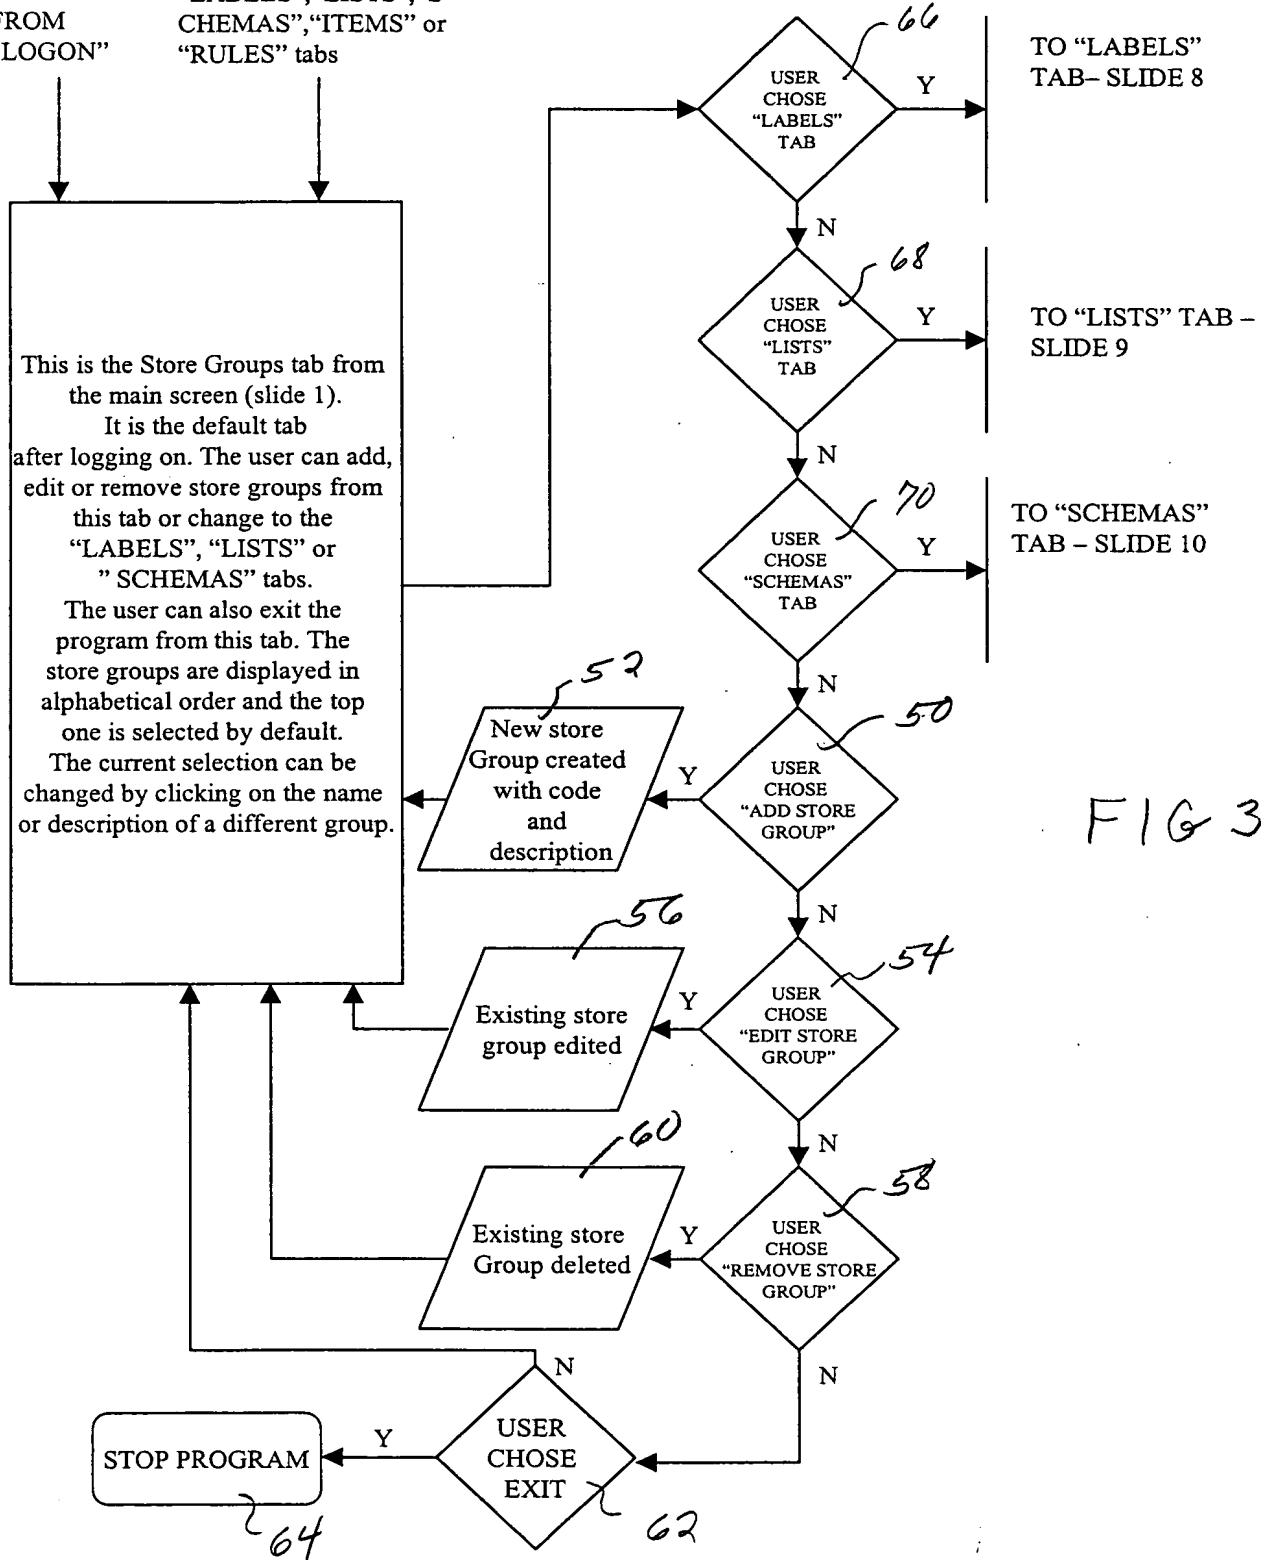 FROM
LOGON”
CHEMAS”,“ITEMS” or
“RULES” tabs
This is the Store Groups tab from
the main screen (slide 1).
It is the default tab
after logging on. The user can add,
edit or remove store groups from
this tab or change to the
“LABELS”, “LISTS” or
” SCHEMAS” tabs.
The user can also exit the
program from this tab. The
store groups are displayed in
alphabetical order and the top
one is selected by default.
The current selection can be
changed by clicking on the name
or description of a different group.
66
USER
CHOSE
“LABELS”
TAB
Y
TO “LABELS”
TAB– SLIDE 8
N
68
USER
CHOSE
“LISTS”
TAB
Y
TO “LISTS” TAB –
SLIDE 9
N
70
USER
CHOSE
“SCHEMAS”
TAB
Y
TO “SCHEMAS”
TAB – SLIDE 10
N
50
USER
CHOSE
“ADD STORE
GROUP”
Y
52
New store
Group created
with code
and
description
FIG 3
N
54
USER
CHOSE
“EDIT STORE
GROUP”
Y
56
Existing store
group edited
N
58
USER
CHOSE
“REMOVE STORE
GROUP”
Y
60
Existing store
Group deleted
N
N
USER
CHOSE
EXIT
62
Y
STOP PROGRAM
64